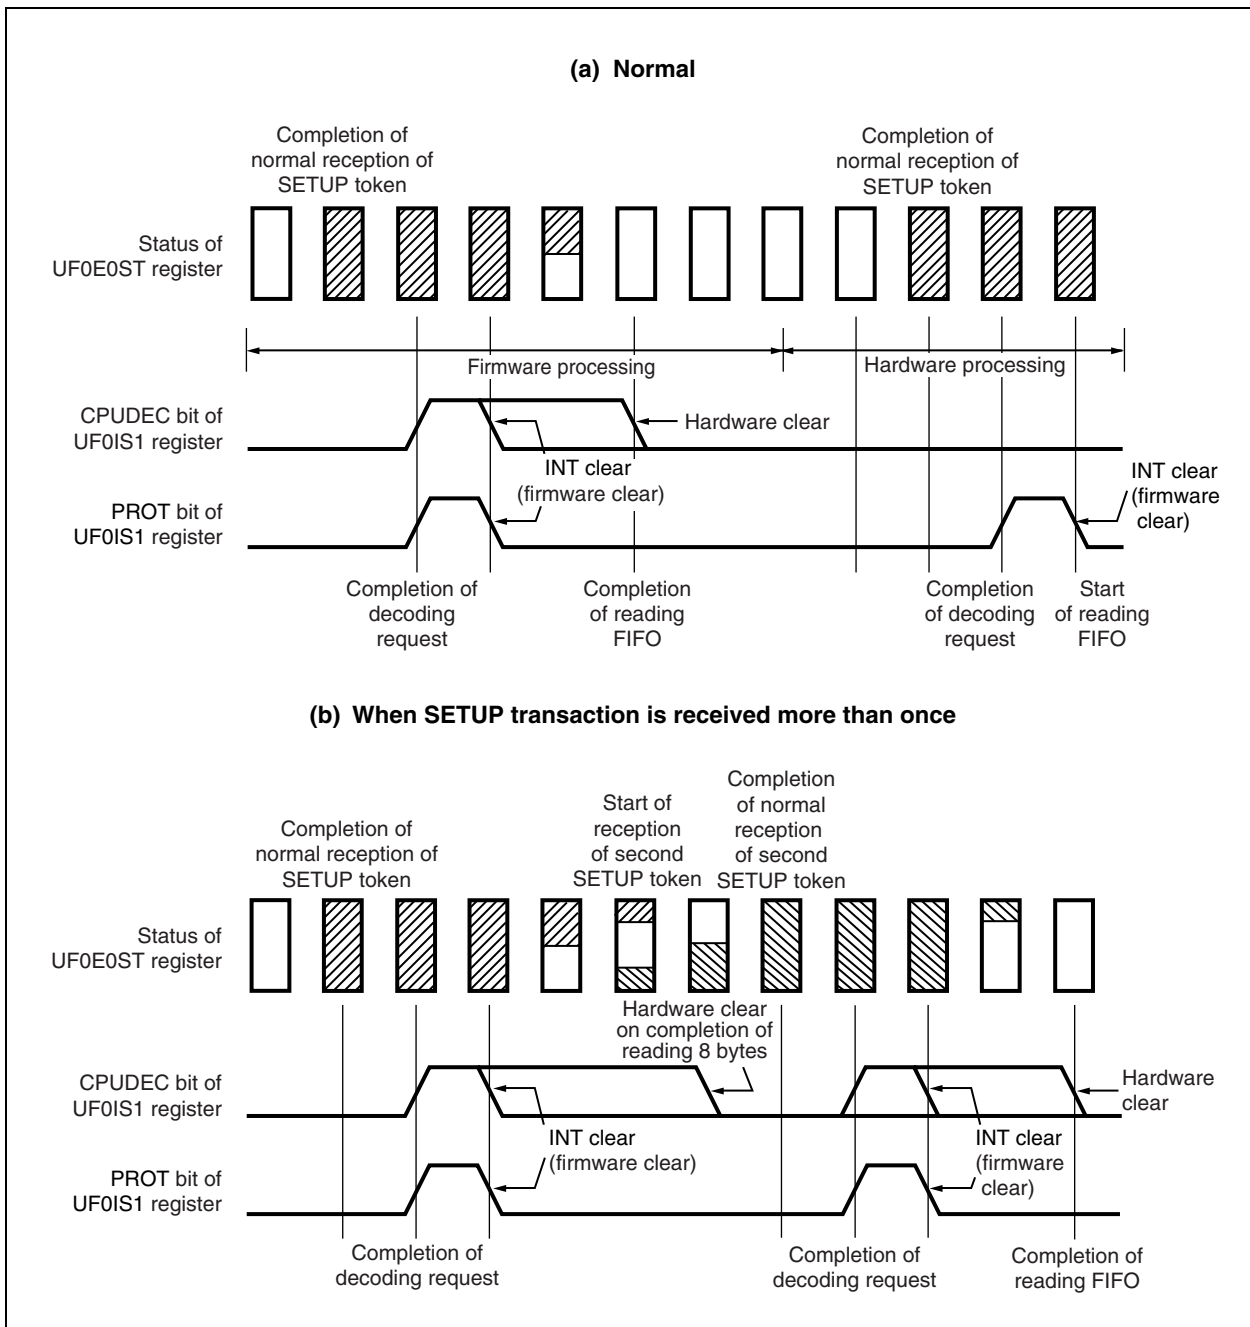 (a) Normal
Completion of
normal reception of
SETUP token
Completion of
normal reception of
SETUP token
Status of
UF0E0ST register
Firmware processing
Hardware processing
CPUDEC bit of
UF0IS1 register
Hardware clear
INT clear
(firmware clear)
INT clear
(firmware
clear)
PROT bit of
UF0IS1 register
Completion of
decoding
request
Completion
of reading
FIFO
Completion
of decoding
request
Start
of reading
FIFO
(b) When SETUP transaction is received more than once
Completion of
normal reception of
SETUP token
Start of
reception
of second
SETUP token
Completion
of normal
reception
of second
SETUP token
Status of
UF0E0ST register
Hardware clear
on completion of
reading 8 bytes
CPUDEC bit of
UF0IS1 register
Hardware
clear
INT clear
(firmware clear)
INT clear
(firmware
clear)
PROT bit of
UF0IS1 register
Completion of
decoding request
Completion of
decoding request
Completion of
reading FIFO